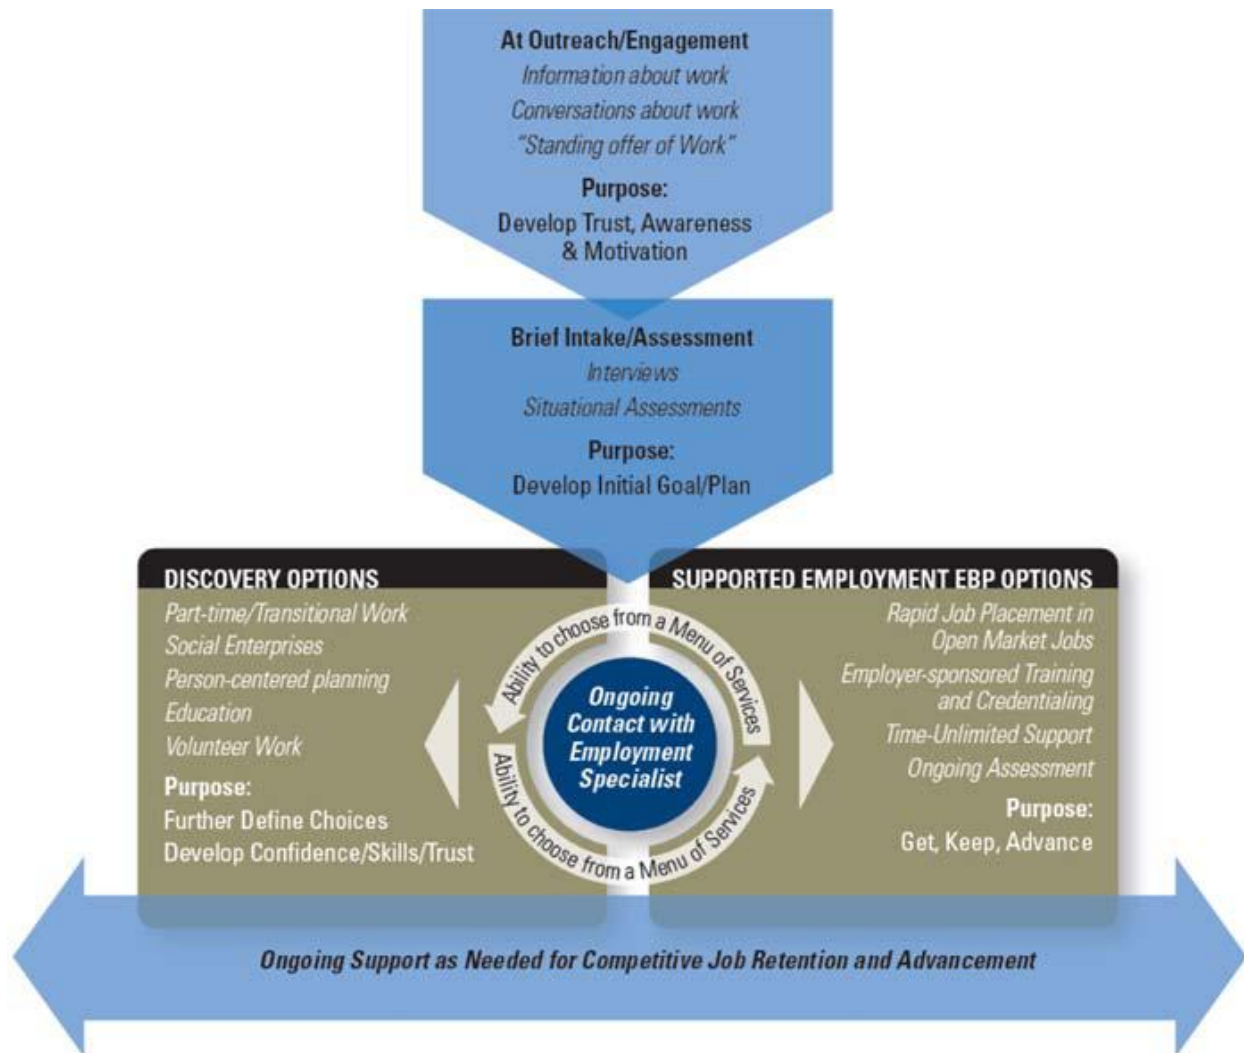 At Outreach/Engagement
Information about work
Conversations about work
“Standing offer of Work”
Purpose:
Develop Trust, Awareness
& Motivation
Brief Intake/Assessment
Interviews
Situational Assessments
Purpose:
Develop Initial Goal/Plan
DISCOVERY OPTIONS
Part-time/Transitional Work
Social Enterprises
Person-centered planning
Education
Volunteer Work
Purpose:
Further Define Choices
Develop Confidence/Skills/Trust
Ability to choose from a Menu of Services
Ongoing
Contact with
Employment
Specialist
Ability to choose from a Menu of Services
SUPPORTED EMPLOYMENT EBP OPTIONS
Rapid Job Placement in
Open Market Jobs
Employer-sponsored Training
and Credentialing
Time-Unlimited Support
Ongoing Assessment
Purpose:
Get, Keep, Advance
Ongoing Support as Needed for Competitive Job Retention and Advancement